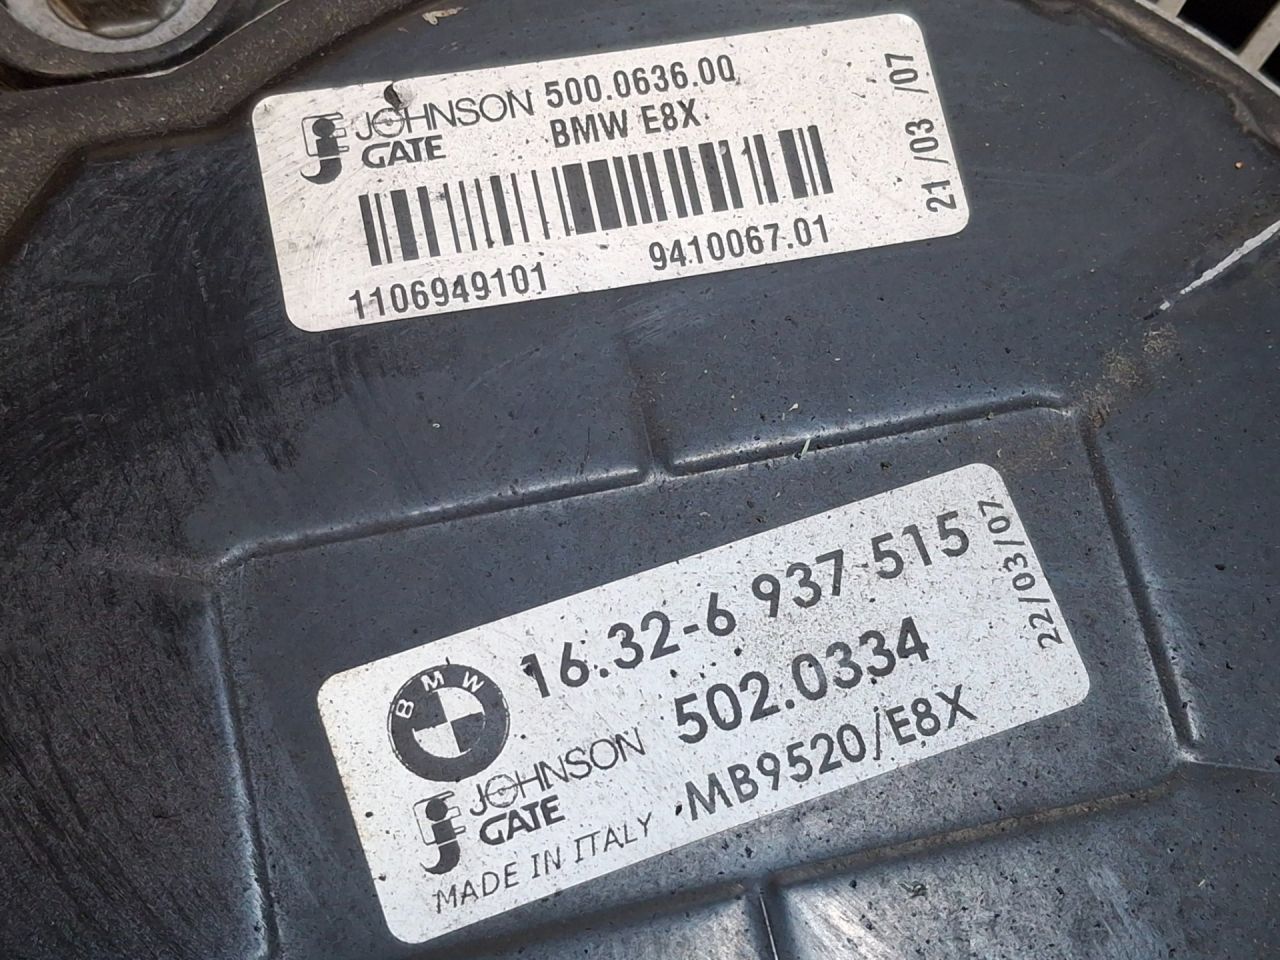 JOHNSON 500.0636.00
GATE BMW E8X
1106949101 9410067.01
21/03 /07
16.32-6 937 515
BMW
502.0334
JOHNSON
GATE MB9520/E8X
MADE IN ITALY
22/03/07